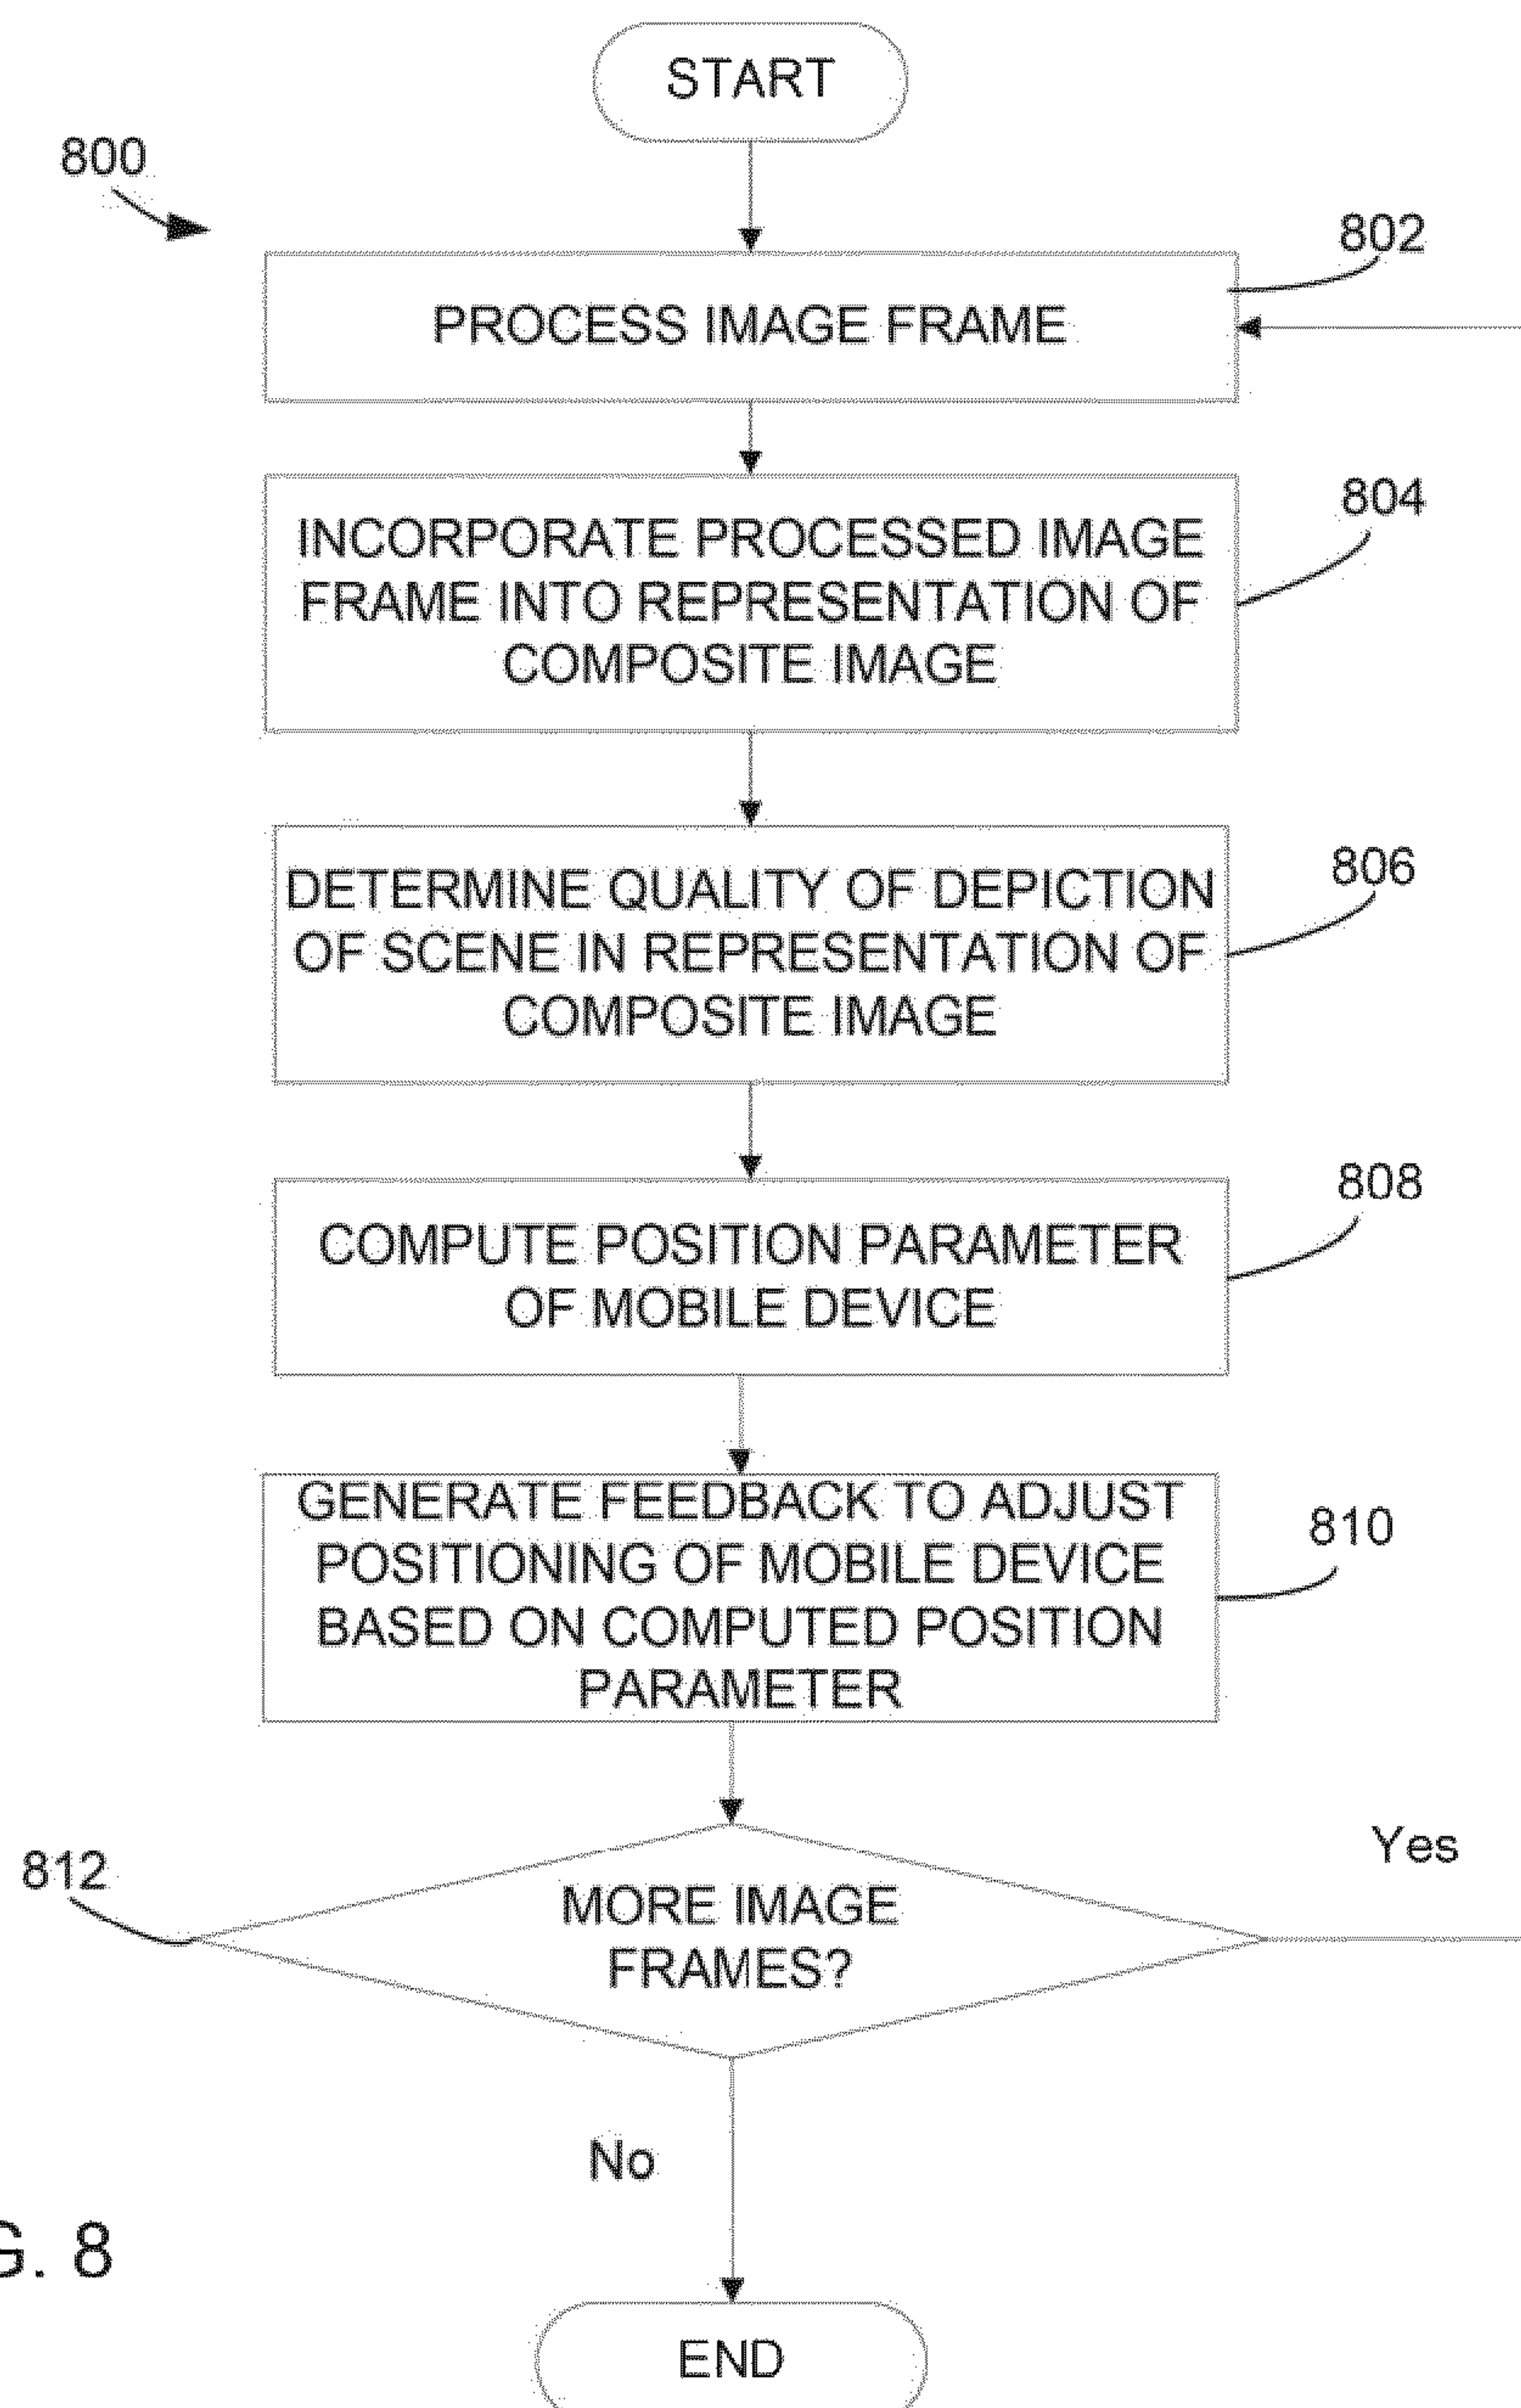 START
800
802
PROCESS IMAGE FRAME
804
INCORPORATE PROCESSED IMAGE
FRAME INTO REPRESENTATION OF
COMPOSITE IMAGE
806
DETERMINE QUALITY OF DEPICTION
OF SCENE IN REPRESENTATION OF
COMPOSITE IMAGE
808
COMPUTE POSITION PARAMETER
OF MOBILE DEVICE
810
GENERATE FEEDBACK TO ADJUST
POSITIONING OF MOBILE DEVICE
BASED ON COMPUTED POSITION
PARAMETER
812
MORE IMAGE
FRAMES?
Yes
No
G. 8
END